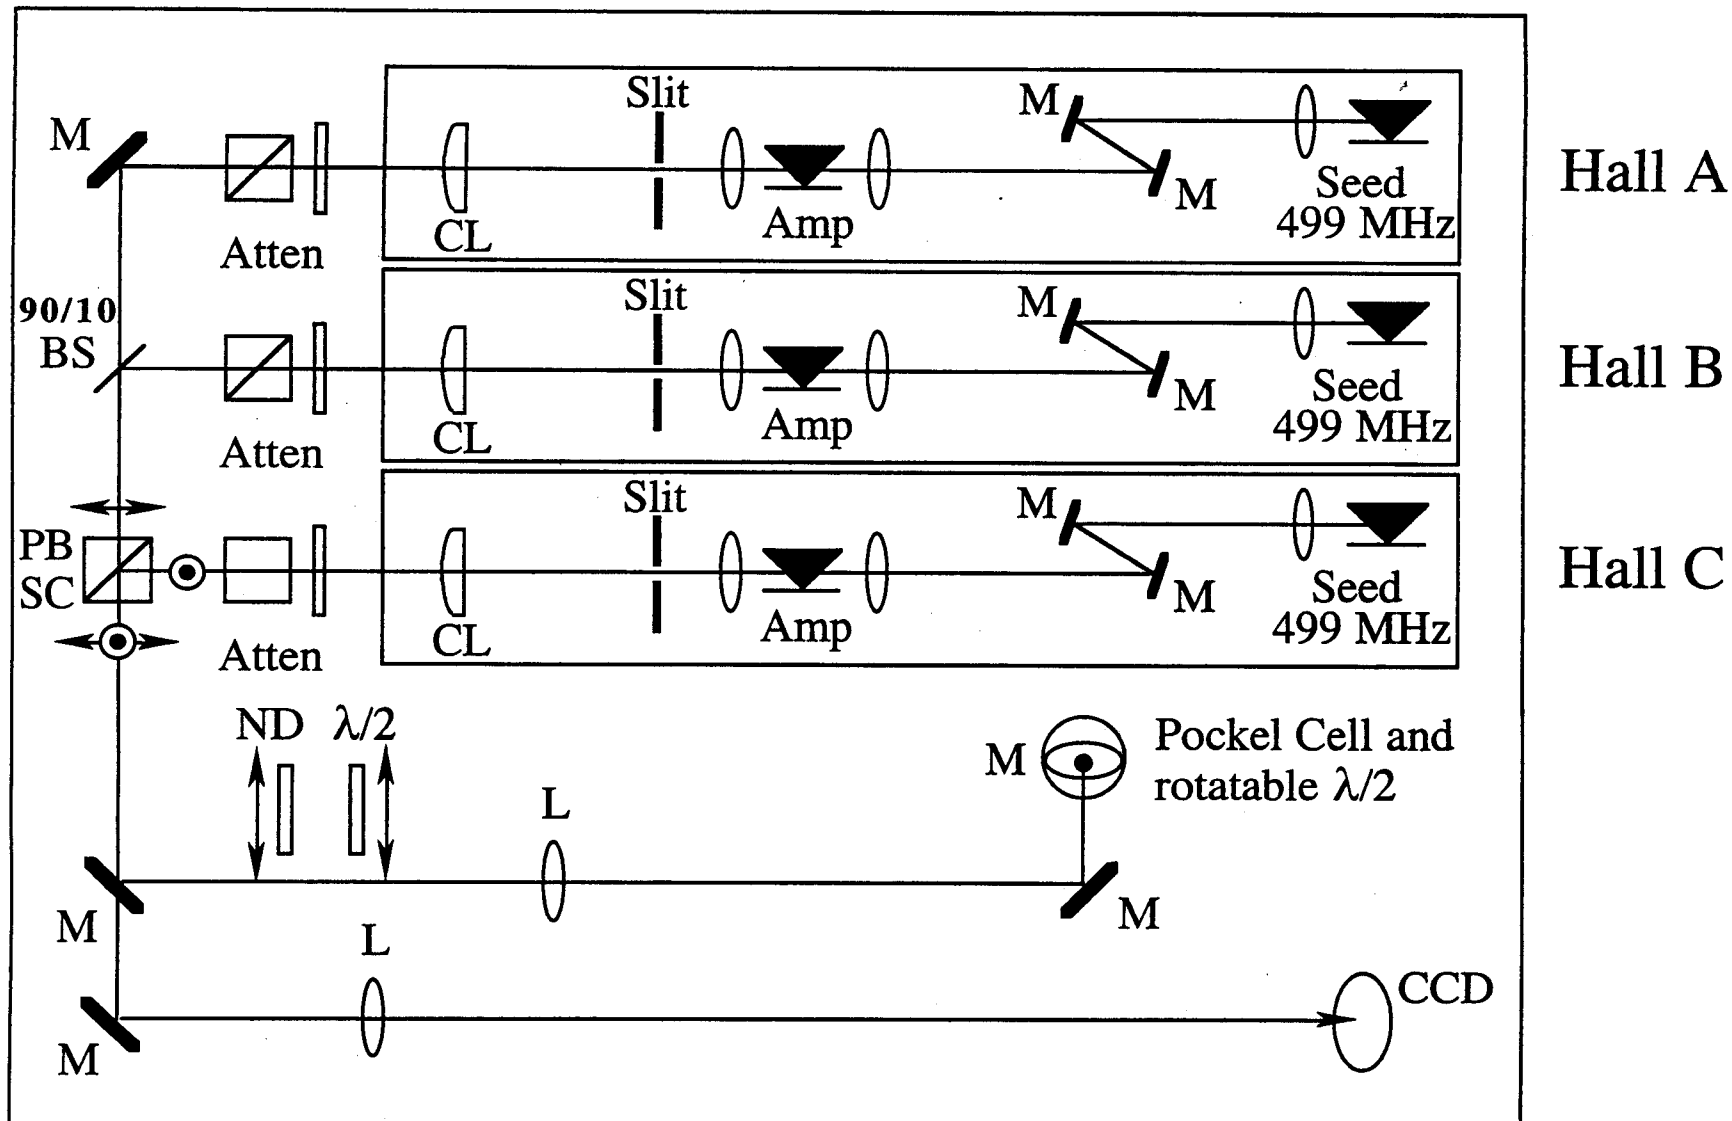 Slit
M
M
Hall A
M
Seed
499 MHz
Amp
CL
Atten
90/10
BS
Slit
M
Hall B
M
Seed
499 MHz
Amp
CL
Atten
Slit
M
PB
SC
Hall C
M
Seed
499 MHz
Amp
CL
Atten
ND
λ/2
M
Pockel Cell and
rotatable λ/2
L
M
M
L
CCD
M